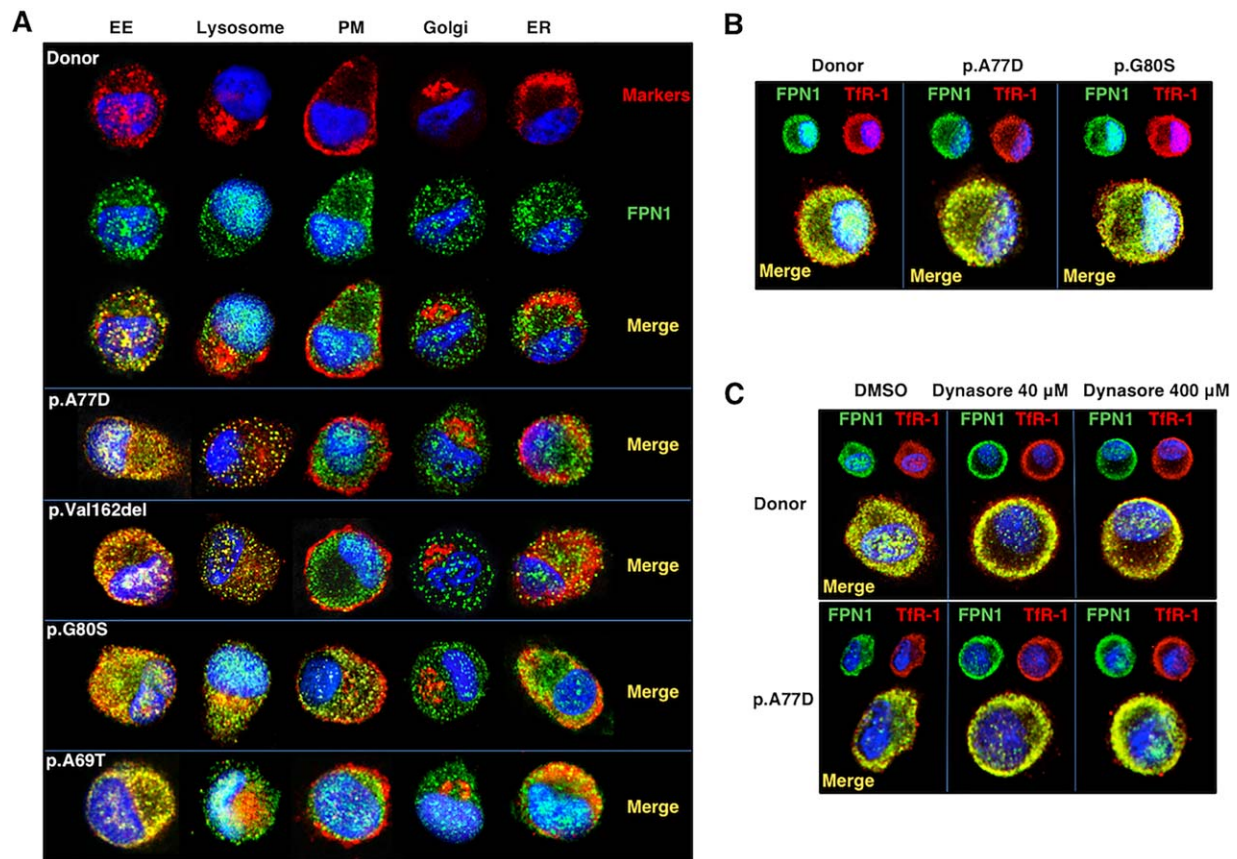 A
EE Lysosome PM Golgi ER
Donor
Markers
FPN1
Merge
p.A77D
Merge
p.Val162del
Merge
p.G80S
Merge
p.A69T
Merge
B
Donor p.A77D p.G80S
FPN1 TfR-1 FPN1 TfR-1 FPN1 TfR-1
Merge Merge Merge
C
DMSO Dynasore 40 µM Dynasore 400 µM
FPN1 TfR-1 FPN1 TfR-1 FPN1 TfR-1
Donor
Merge
FPN1 TfR-1 FPN1 TfR-1 FPN1 TfR-1
p.A77D
Merge